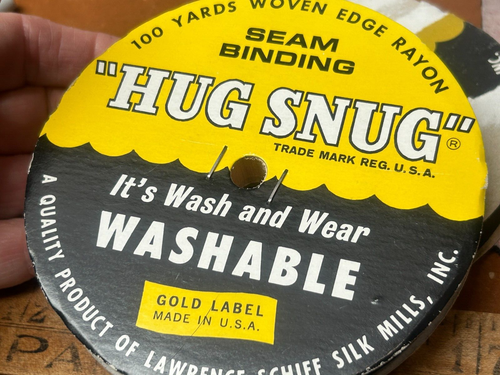 100 YARDS WOVEN EDGE RAYON
SEAM
BINDING
"HUG SNUG"®
TRADE MARK REG. U.S.A.
It's Wash and Wear
WASHABLE
GOLD LABEL
MADE IN U.S.A.
A QUALITY PRODUCT OF LAWRENCE SCHIFF SILK MILLS, INC.